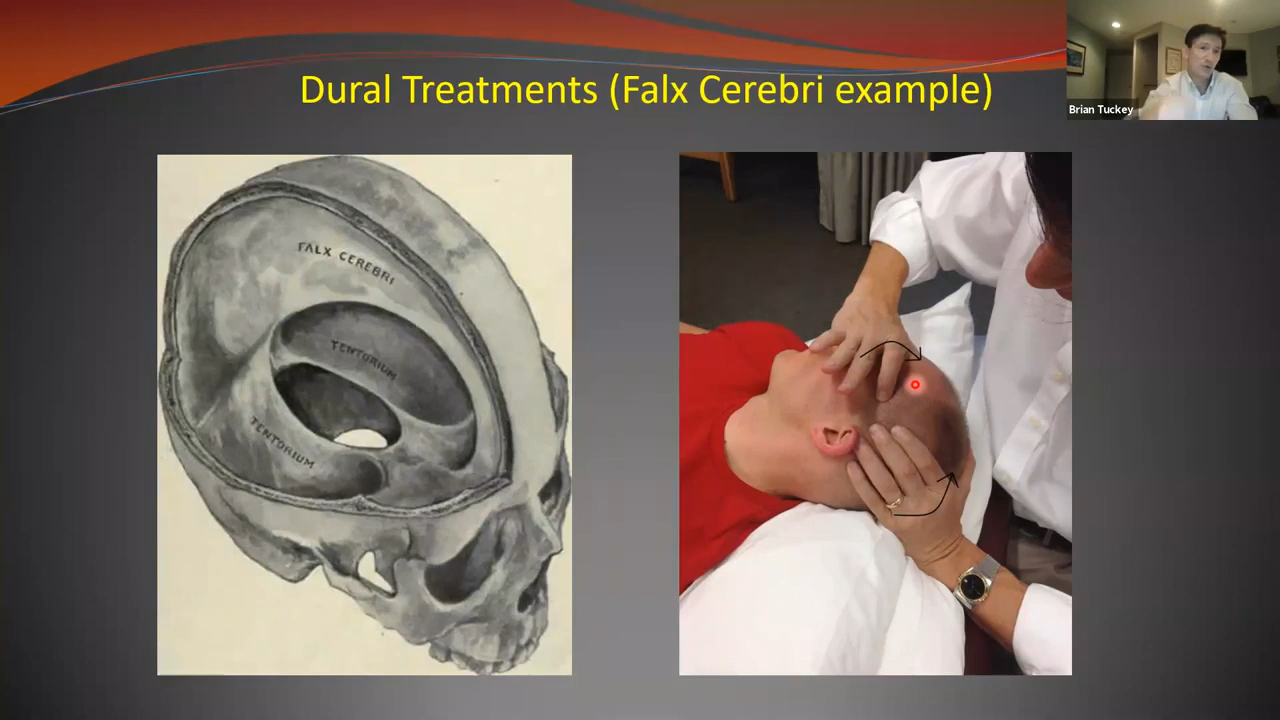 Dural Treatments (Falx Cerebri example)
Brian Tuckey
FALX CEREBRI
TENTORIUM
TENTORIUM